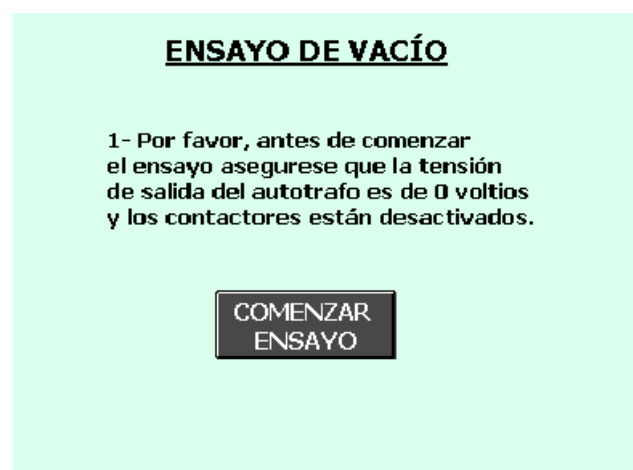 ENSAYO DE VACÍO
1- Por favor, antes de comenzar
el ensayo asegurese que la tensión
de salida del autotrafo es de 0 voltios
y los contactores están desactivados.
COMENZAR
ENSAYO